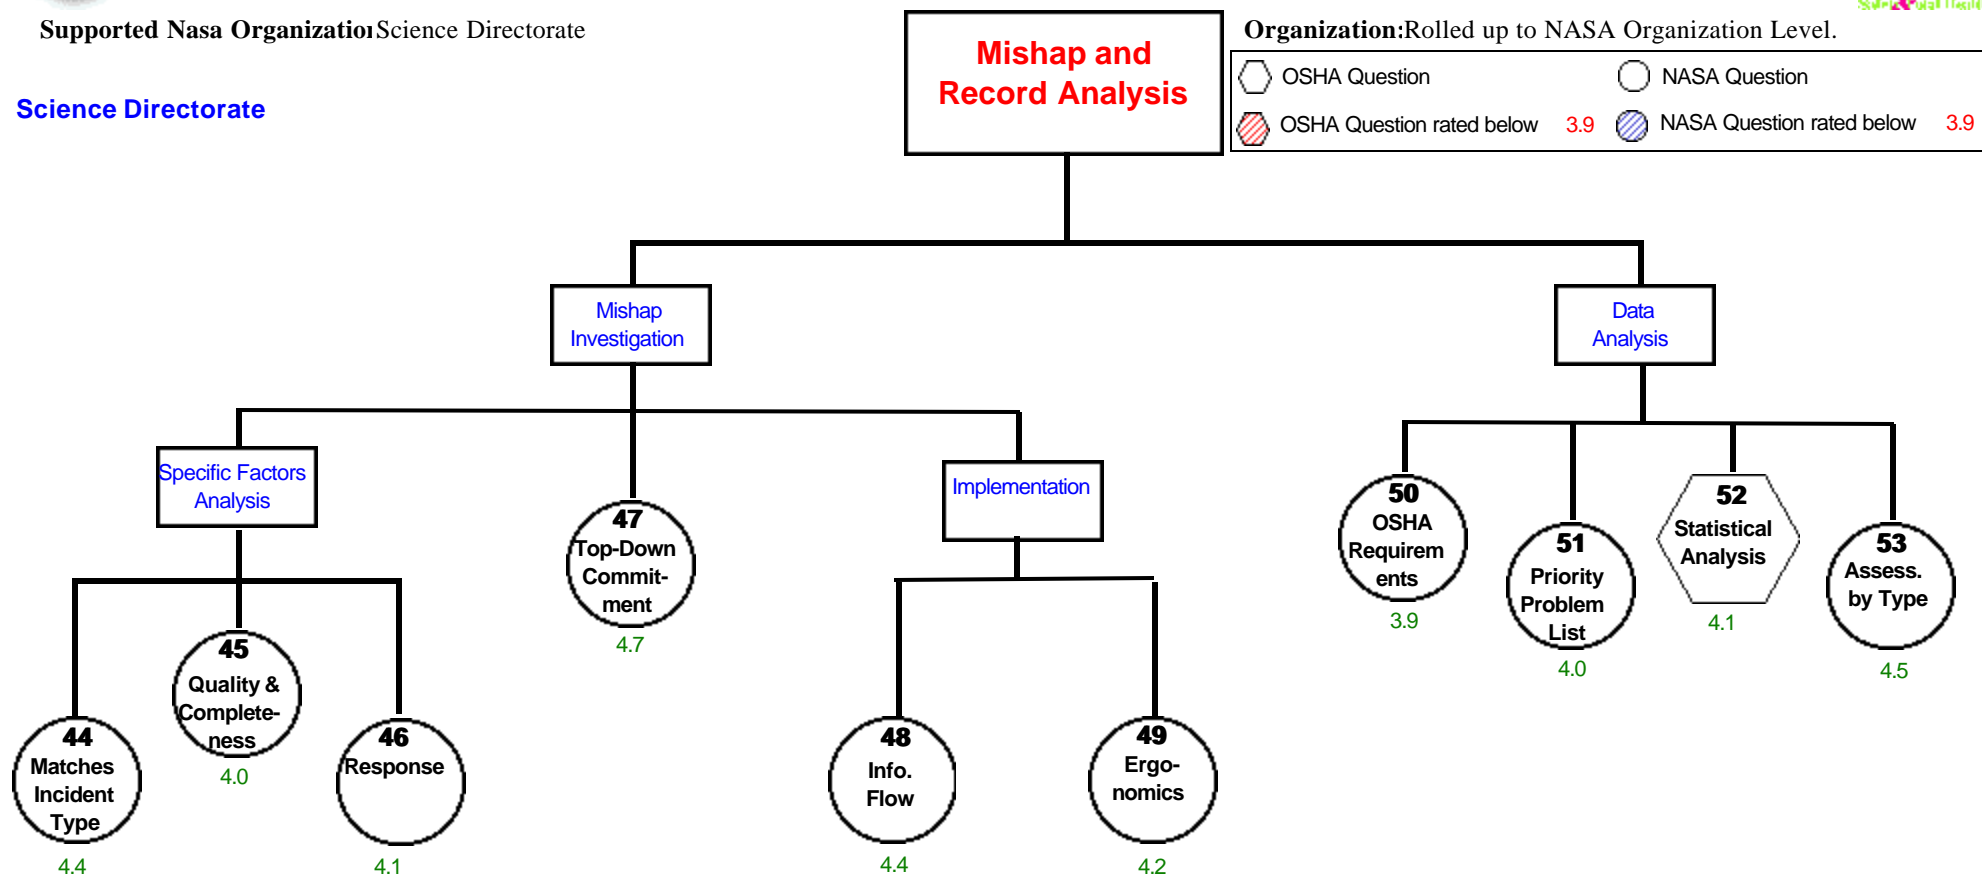 Supported Nasa Organization Science Directorate
Organization:Rolled up to NASA Organization Level.
Science Directorate
Mishap and
Record Analysis
OSHA Question
NASA Question
OSHA Question rated below 3.9
NASA Question rated below 3.9
Mishap
Investigation
Data
Analysis
Specific Factors
Analysis
Implementation
44
Matches
Incident
Type
4.4
45
Quality &
Complete-
ness
4.0
46
Response
4.1
47
Top-Down
Commit-
ment
4.7
48
Info.
Flow
4.4
49
Ergo-
nomics
4.2
50
OSHA
Requirem
ents
3.9
51
Priority
Problem
List
4.0
52
Statistical
Analysis
4.1
53
Assess.
by Type
4.5